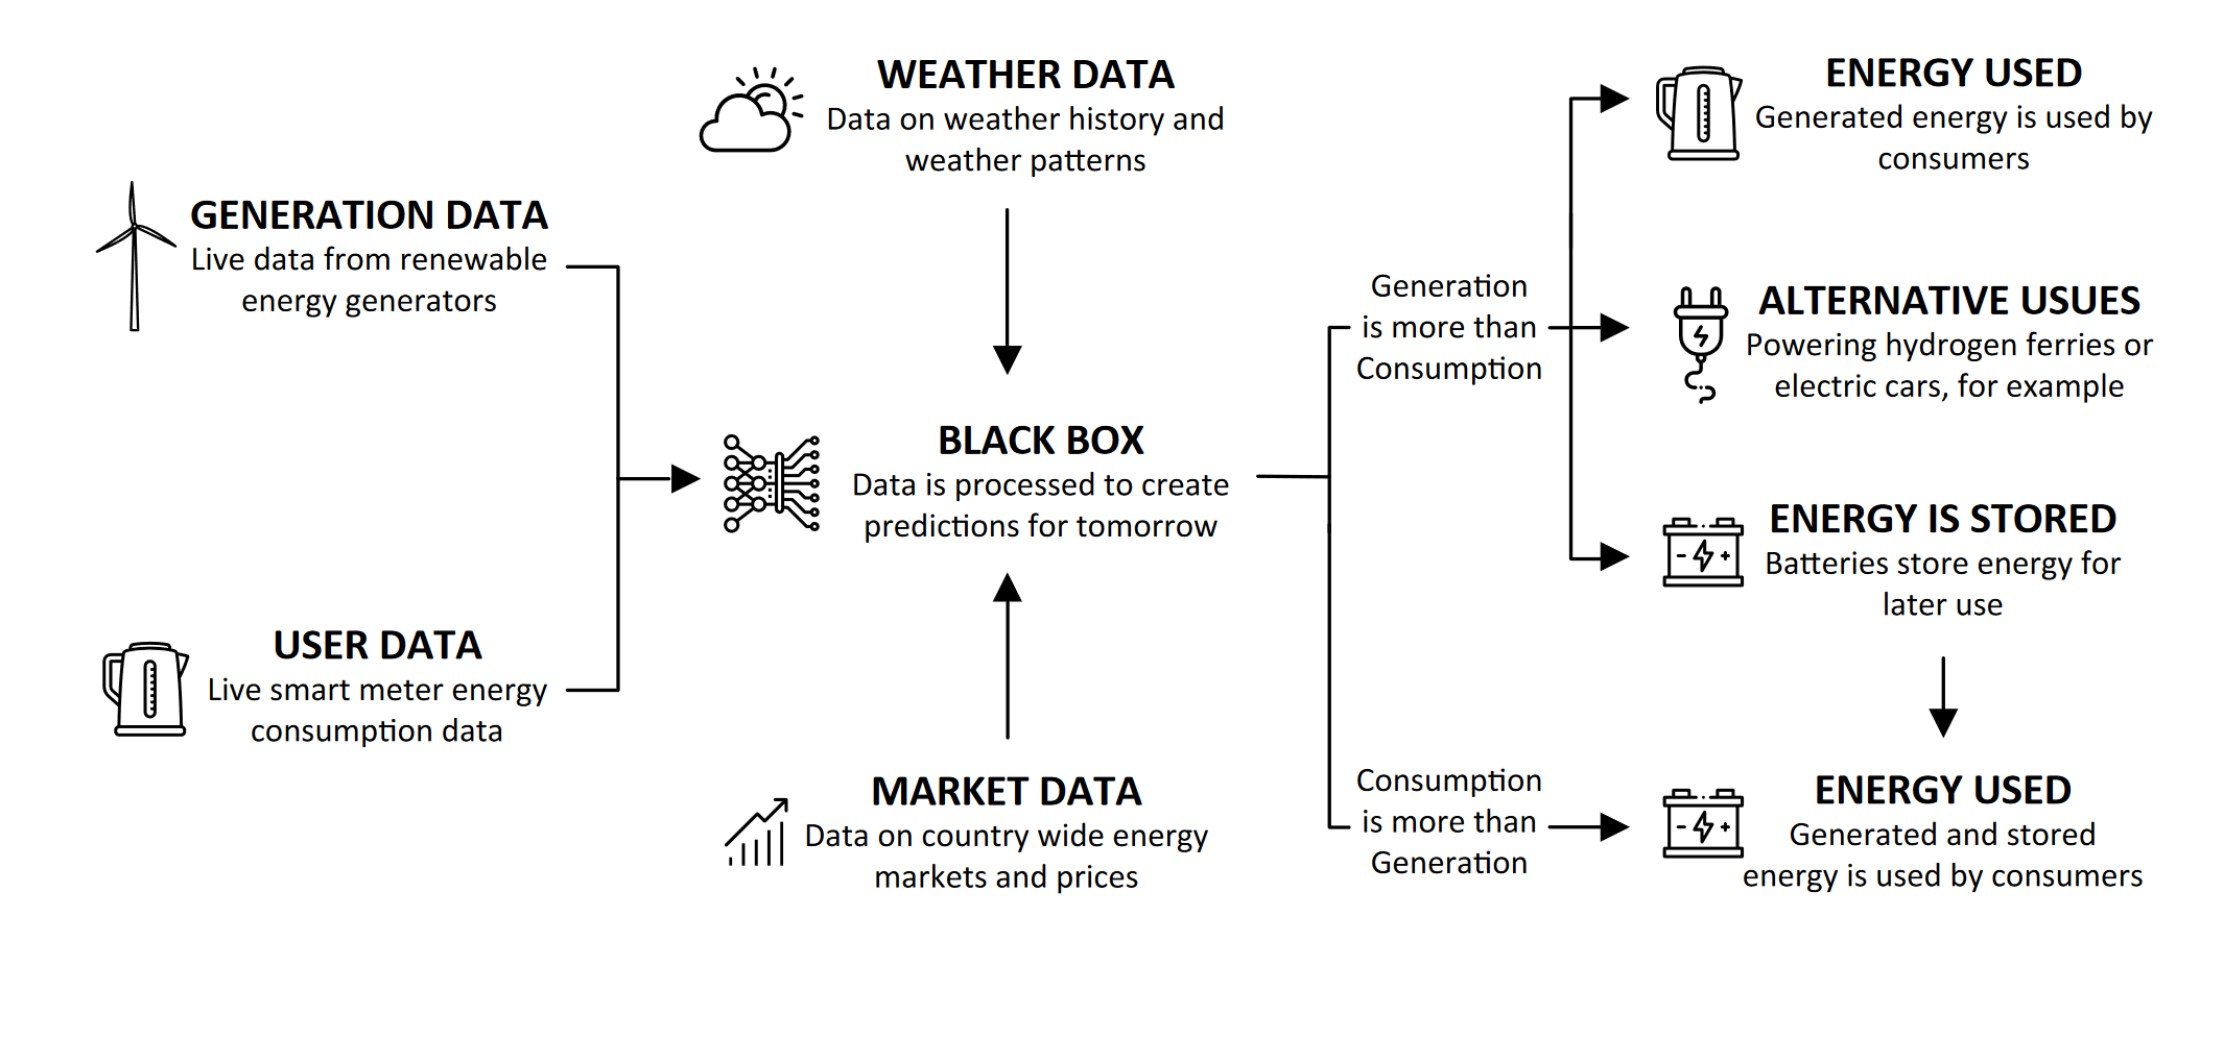 GENERATION DATA
Live data from renewable
energy generators
USER DATA
Live smart meter energy
consumption data
WEATHER DATA
Data on weather history and
weather patterns
BLACK BOX
Data is processed to create
predictions for tomorrow
MARKET DATA
Data on country wide energy
markets and prices
Generation
is more than
Consumption
Consumption
is more than
Generation
ENERGY USED
Generated energy is used by
consumers
ALTERNATIVE USUES
Powering hydrogen ferries or
electric cars, for example
ENERGY IS STORED
Batteries store energy for
later use
ENERGY USED
Generated and stored
energy is used by consumers